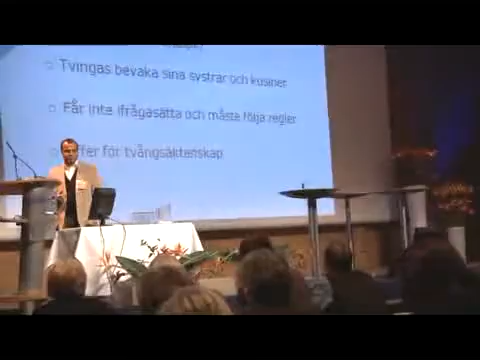 Tvingas bevaka sina systrar och kusiner
Får inte ifrågasätta och måste följa regler
för tvångsäktenskap